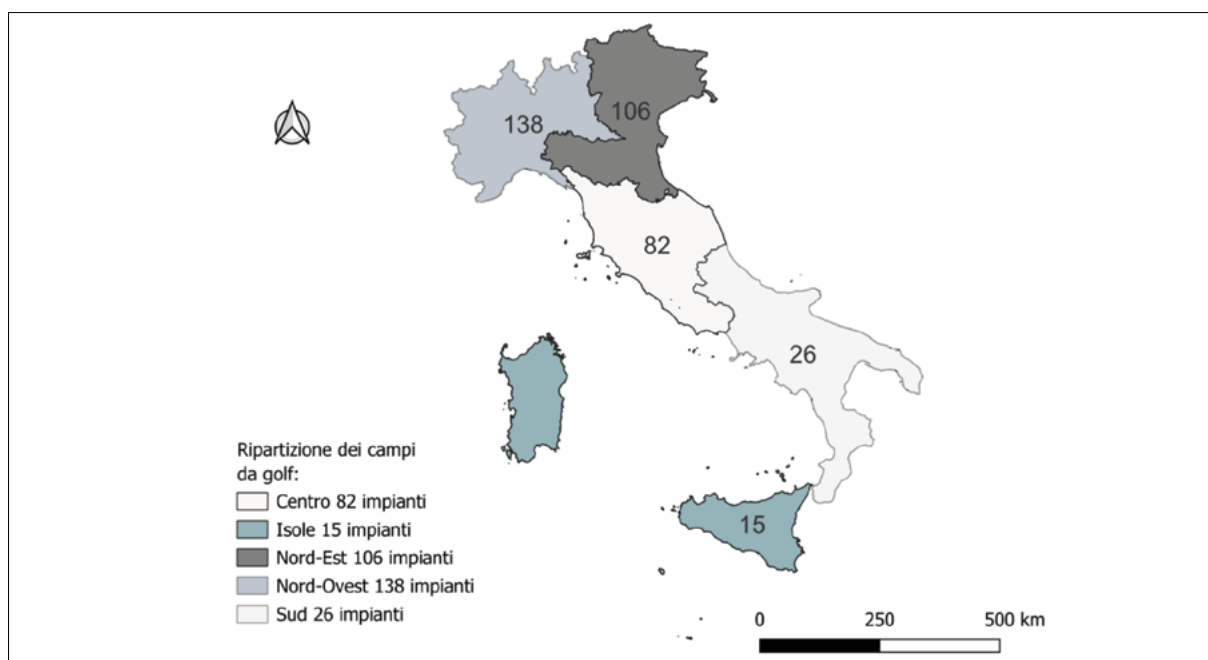 106
138
82
26
15
Ripartizione dei campi
da golf:
Centro 82 impianti
Isole 15 impianti
Nord-Est 106 impianti
Nord-Ovest 138 impianti
Sud 26 impianti
0 250 500 km